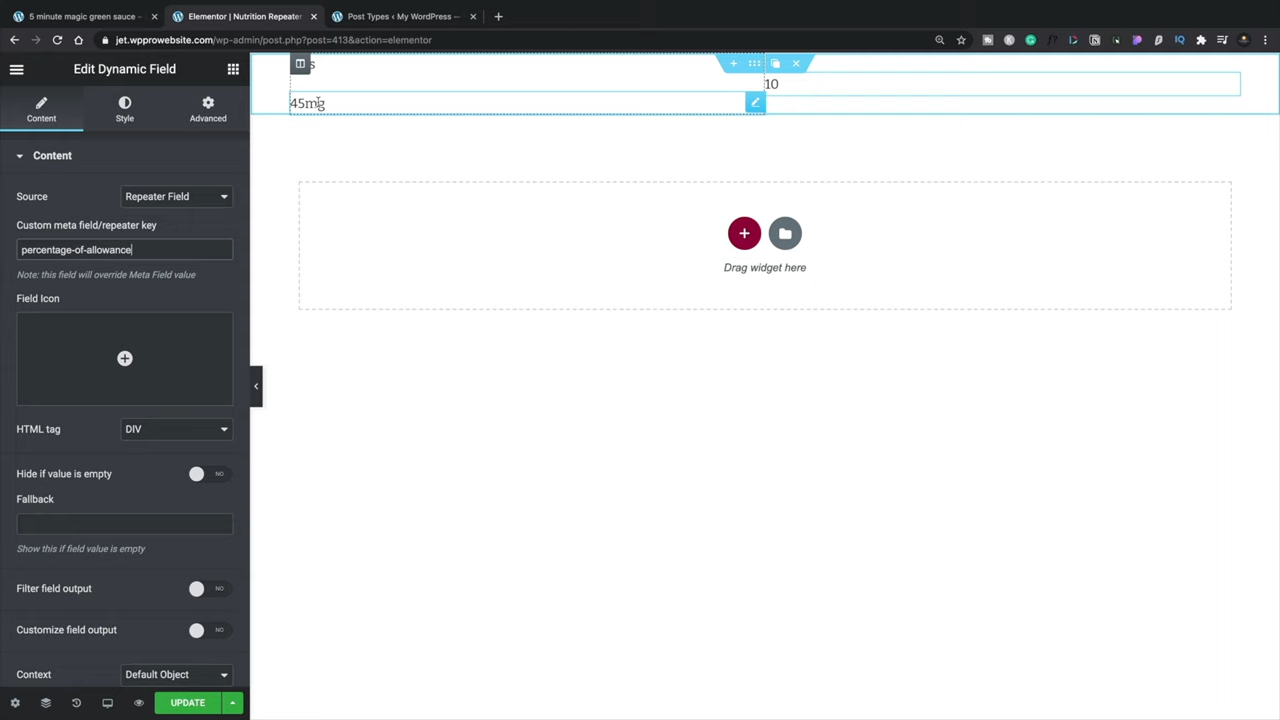 5 minute magic green sauce -
Elementor | Nutrition Repeater
Post Types ‹ My WordPress —
jet.wpprowebsite.com/wp-admin/post.php?post=413&action=elementor
Edit Dynamic Field
Content
Style
Advanced
Content
Source
Repeater Field
Custom meta field/repeater key
percentage-of-allowance
Note: this field will override Meta Field value
Field Icon
HTML tag
DIV
Hide if value is empty
NO
Fallback
Show this if field value is empty
Filter field output
NO
Customize field output
NO
Context
Default Object
UPDATE
s
10
45mg
Drag widget here